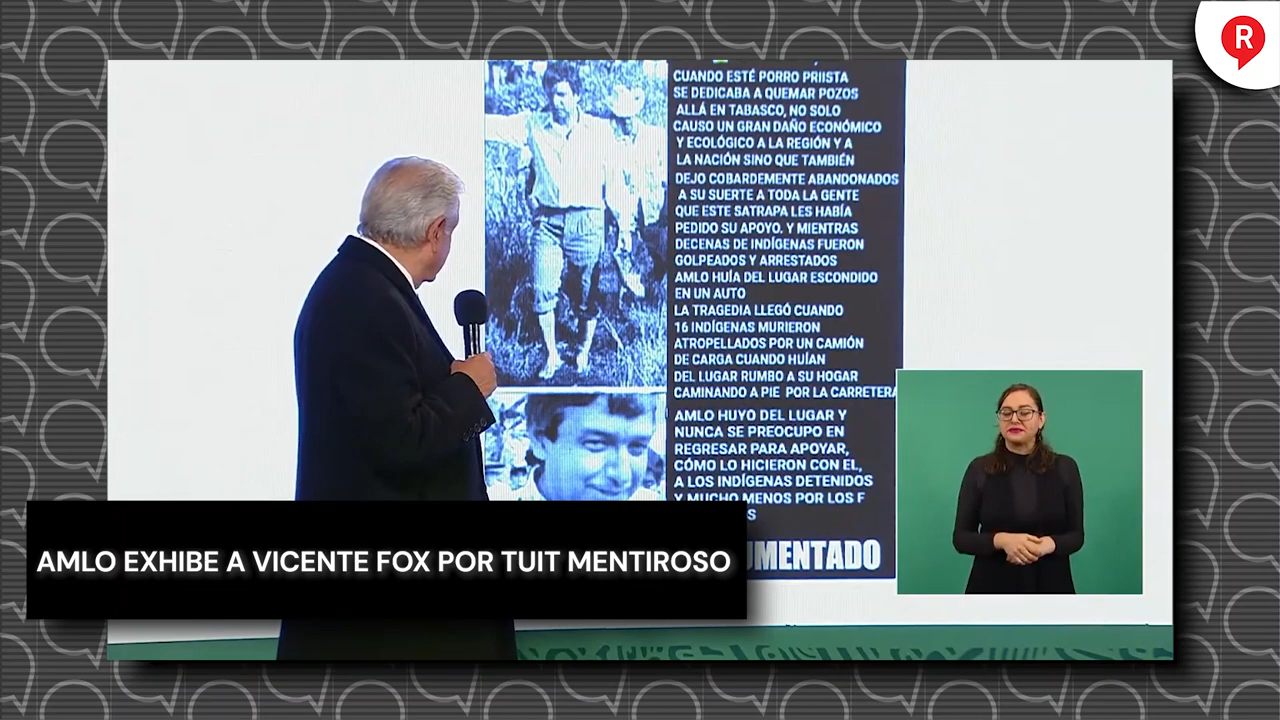 R
CUANDO ESTÉ PORRO PRIISTA
SE DEDICABA A QUEMAR POZOS
ALLÁ EN TABASCO, NO SOLO
CAUSO UN GRAN DAÑO ECONÓMICO
Y ECOLÓGICO A LA REGIÓN Y A
LA NACIÓN SINO QUE TAMBIÉN
DEJO COBARDEMENTE ABANDONADOS
A SU SUERTE A TODA LA GENTE
QUE ESTE SATRAPA LES HABÍA
PEDIDO SU APOYO. Y MIENTRAS
DECENAS DE INDÍGENAS FUERON
GOLPEADOS Y ARRESTADOS
AMLO HUÍA DEL LUGAR ESCONDIDO
EN UN AUTO
LA TRAGEDIA LLEGÓ CUANDO
16 INDÍGENAS MURIERON
ATROPELLADOS POR UN CAMIÓN
DE CARGA CUANDO HUÍAN
DEL LUGAR RUMBO A SU HOGAR
CAMINANDO A PIE POR LA CARRETERA
AMLO HUYO DEL LUGAR Y
NUNCA SE PREOCUPO EN
REGRESAR PARA APOYAR,
CÓMO LO HICIERON CON EL,
A LOS INDÍGENAS DETENIDOS
Y MUCHO MENOS POR LOS F
S
UMENTADO
AMLO EXHIBE A VICENTE FOX POR TUIT MENTIROSO